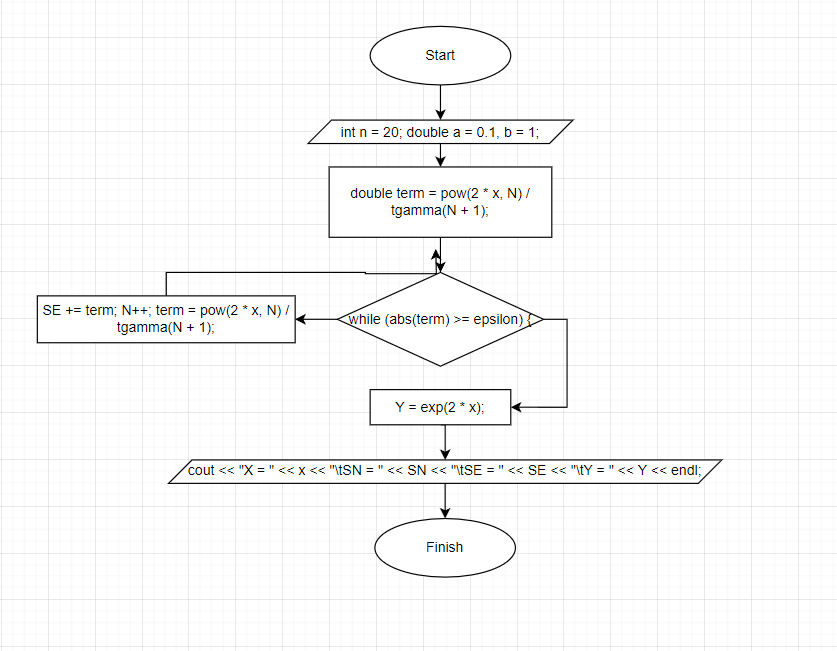 Start
int n = 20; double a = 0.1, b = 1;
double term = pow(2 * x, N) /
tgamma(N + 1);
SE += term; N++; term = pow(2 * x, N) /
tgamma(N + 1);
while (abs(term) >= epsilon) {
Y = exp(2 * x);
cout << "X = " << x << "\tSN = " << SN << "\tSE = " << SE << "\tY = " << Y << endl;
Finish